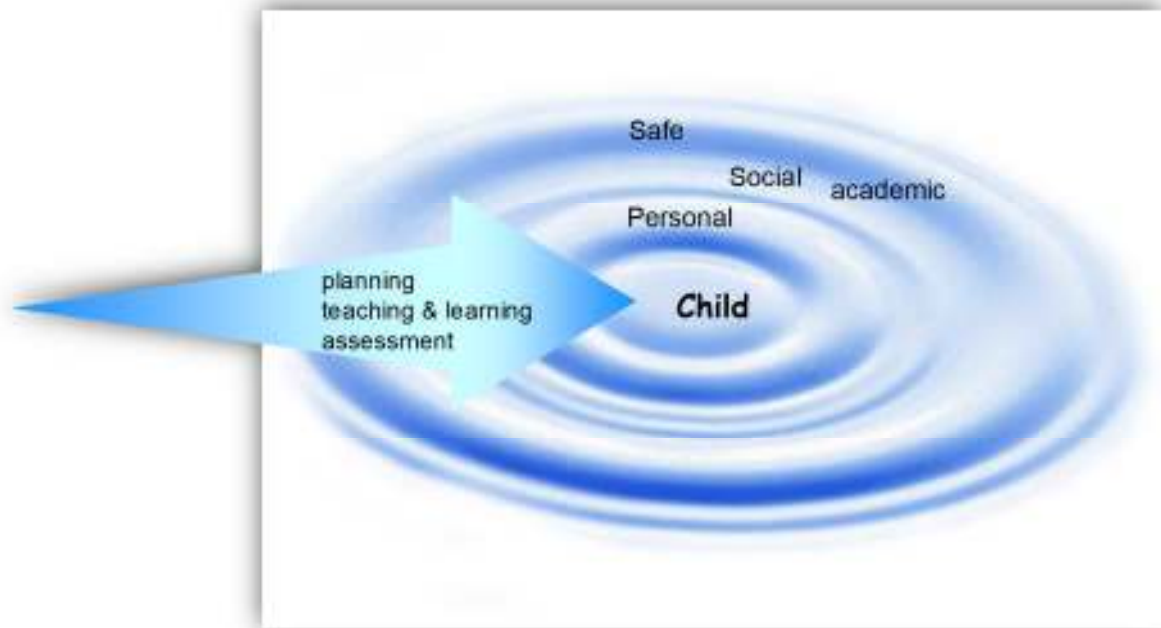 Safe
Social
academic
Personal
planning
teaching & learning
assessment
Child